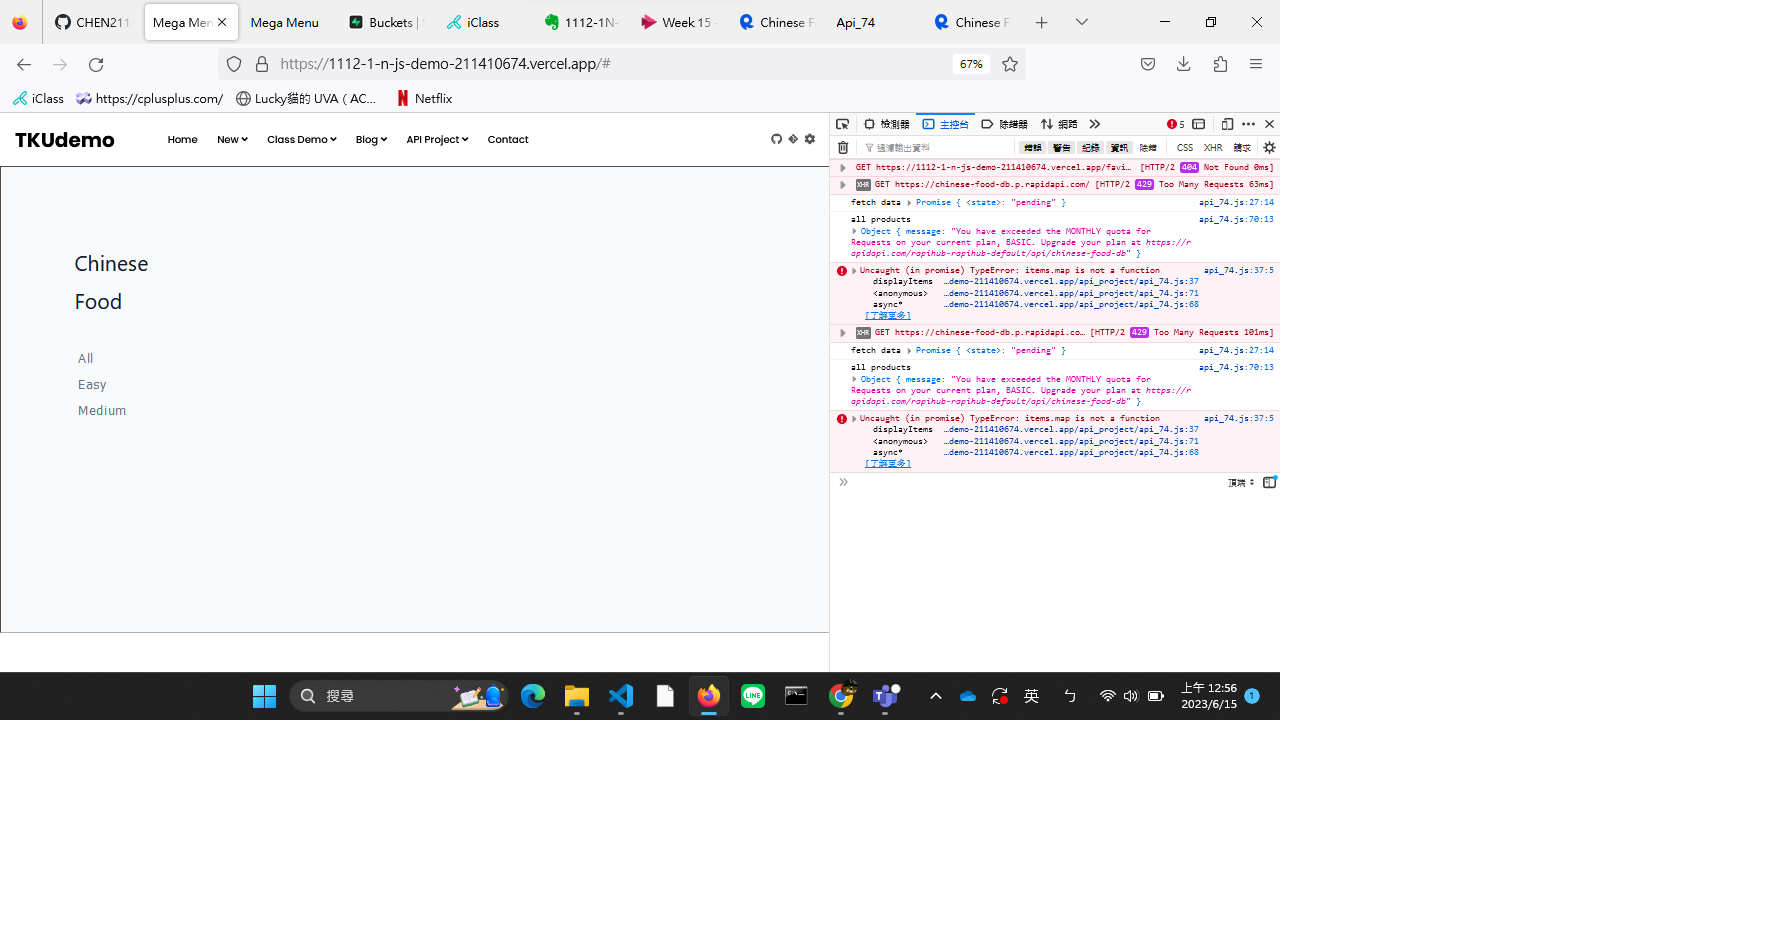 CHEN211
Mega Men
Mega Menu
Buckets | S
iClass
1112-1N-
Week 15 -
Chinese Fo
Api_74
Chinese Fo
https://1112-1-n-js-demo-211410674.vercel.app/#
67%
iClass
https://cplusplus.com/
Lucky貓的 UVA ( AC...
Netflix
TKUdemo
Home
New
Class Demo
Blog
API Project
Contact
Chinese
Food
All
Easy
Medium
檢測器
主控台
除錯器
網路
5
過濾輸出資料
錯誤
警告
紀錄
資訊
除錯
CSS
XHR
請求
GET https://1112-1-n-js-demo-211410674.vercel.app/favi… [HTTP/2 404 Not Found 0ms]
XHR GET https://chinese-food-db.p.rapidapi.com/ [HTTP/2 429 Too Many Requests 63ms]
fetch data Promise { <state>: "pending" } api_74.js:27:14
all products api_74.js:70:13
Object { message: "You have exceeded the MONTHLY quota for
Requests on your current plan, BASIC. Upgrade your plan at https://r
apidapi.com/rapihub-rapihub-default/api/chinese-food-db" }
Uncaught (in promise) TypeError: items.map is not a function api_74.js:37:5
displayItems …demo-211410674.vercel.app/api_project/api_74.js:37
<anonymous> …demo-211410674.vercel.app/api_project/api_74.js:71
async* …demo-211410674.vercel.app/api_project/api_74.js:68
[了解更多]
XHR GET https://chinese-food-db.p.rapidapi.co… [HTTP/2 429 Too Many Requests 101ms]
fetch data Promise { <state>: "pending" } api_74.js:27:14
all products api_74.js:70:13
Object { message: "You have exceeded the MONTHLY quota for
Requests on your current plan, BASIC. Upgrade your plan at https://r
apidapi.com/rapihub-rapihub-default/api/chinese-food-db" }
Uncaught (in promise) TypeError: items.map is not a function api_74.js:37:5
displayItems …demo-211410674.vercel.app/api_project/api_74.js:37
<anonymous> …demo-211410674.vercel.app/api_project/api_74.js:71
async* …demo-211410674.vercel.app/api_project/api_74.js:68
[了解更多]
頂端
搜尋
LINE
英
ㄅ
上午 12:56
2023/6/15
1